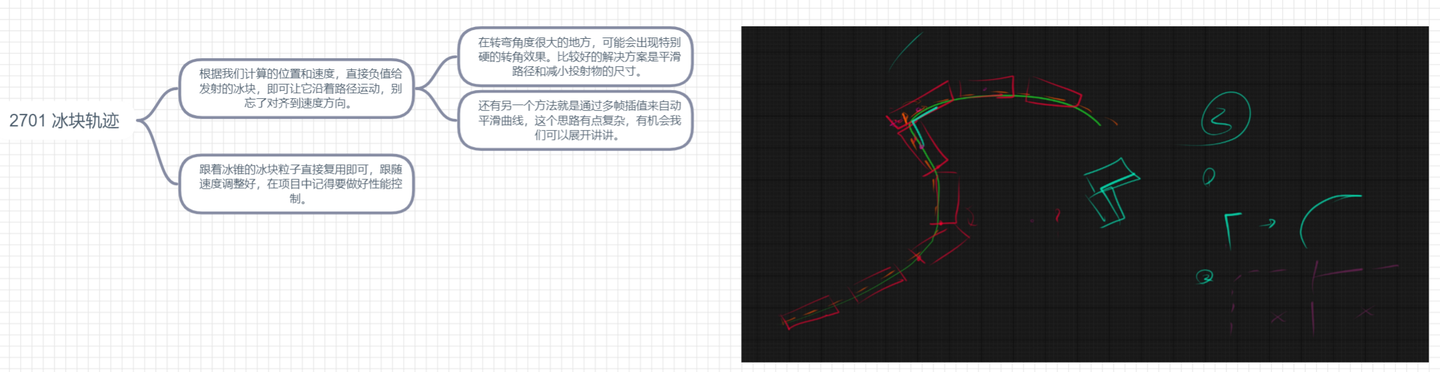 2701 冰块轨迹
根据我们计算的位置和速度，直接负值给
发射的冰块，即可让它沿着路径运动，别
忘了对齐到速度方向。
在转弯角度很大的地方，可能会出现特别
硬的转角效果。比较好的解决方案是平滑
路径和减小投射物的尺寸。
还有另一个方法就是通过多帧插值来自动
平滑曲线，这个思路有点复杂，有机会我
们可以展开讲讲。
跟着冰锥的冰块粒子直接复用即可，跟随
速度调整好，在项目中记得要做好性能控
制。
3
2